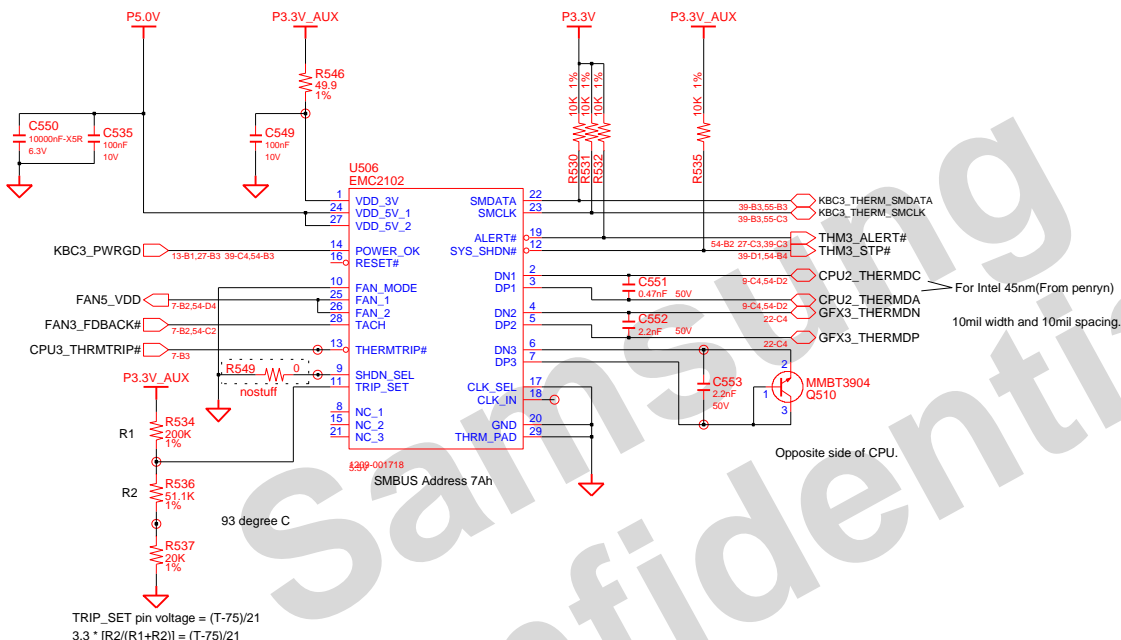 P5.0V
P3.3V_AUX
P3.3V
P3.3V_AUX
R546
49.9
1%
10K 1%
10K 1%
10K 1%
10K 1%
R530
R531
R532
R535
C550
10000nF-X5R
6.3V
C535
100nF
10V
C549
100nF
10V
U506
EMC2102
1 VDD_3V
24 VDD_5V_1
27 VDD_5V_2
14 POWER_OK
16 RESET#
10 FAN_MODE
25 FAN_1
26 FAN_2
28 TACH
13 THERMTRIP#
9 SHDN_SEL
11 TRIP_SET
8 NC_1
15 NC_2
21 NC_3
SMDATA 22
SMCLK 23
ALERT# 19
SYS_SHDN# 12
DN1 2
DP1 3
DN2 4
DP2 5
DN3 6
DP3 7
CLK_SEL 17
CLK_IN 18
GND 20
THRM_PAD 29
KBC3_PWRGD
13-B1,27-B3 39-C4,54-B3
FAN5_VDD
7-B2,54-D4
FAN3_FDBACK#
7-B2,54-C2
CPU3_THRMTRIP#
7-B3
R549
0
nostuff
P3.3V_AUX
R1
R534
200K
1%
R2
R536
51.1K
1%
93 degree C
R537
20K
1%
1209-001718
SMBUS Address 7Ah
39-B3,55-B3
KBC3_THERM_SMDATA
39-B3,55-C3
KBC3_THERM_SMCLK
54-B2 27-C3,39-C3
THM3_ALERT#
39-D1,54-B4
THM3_STP#
9-C4,54-D2
CPU2_THERMDC
C551
0.47nF 50V
9-C4,54-D2
CPU2_THERMDA
22-C4
GFX3_THERMDN
C552
2.2nF 50V
22-C4
GFX3_THERMDP
For Intel 45nm(From penryn)
10mil width and 10mil spacing.
C553
2.2nF
50V
2
1
3
MMBT3904
Q510
Opposite side of CPU.
TRIP_SET pin voltage = (T-75)/21
3.3 * [R2/(R1+R2)] = (T-75)/21
Samsung
Confidential